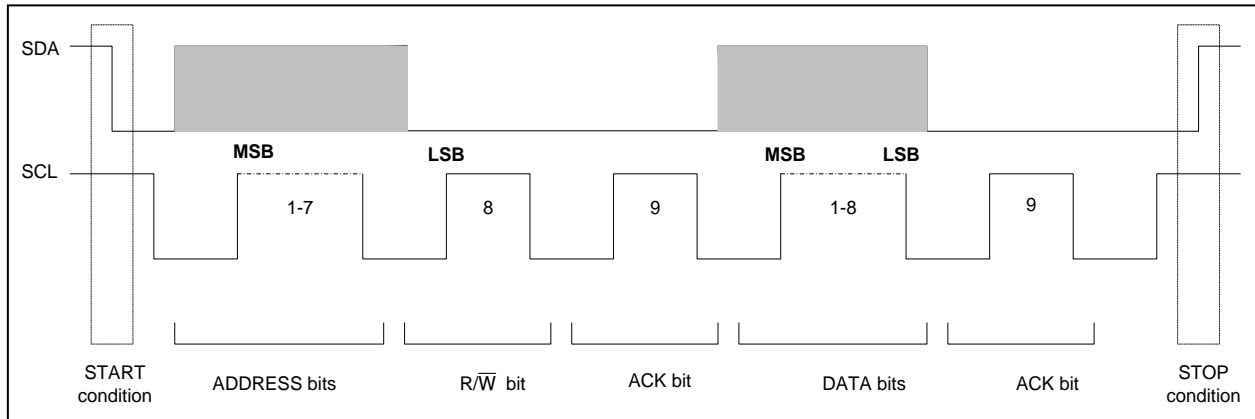 SDA
MSB
LSB
MSB
LSB
SCL
1-7
8
9
1-8
9
START
condition
ADDRESS bits
R/W̅ bit
ACK bit
DATA bits
ACK bit
STOP
condition